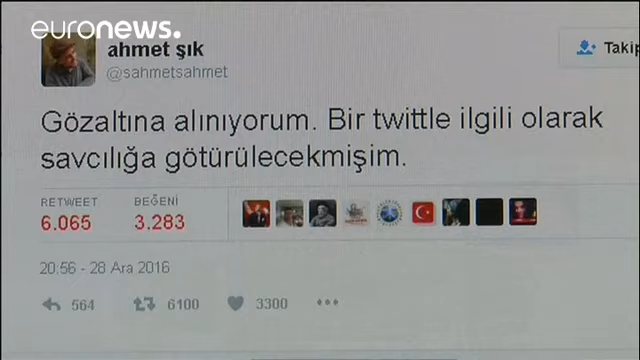 euronews.
ahmet şık
@sahmetsahmet
Takip
Gözaltına alınıyorum. Bir twittle ilgili olarak
savcılığa götürülecekmişim.
RETWEET BEĞENİ
6.065 3.283
20:56 - 28 Ara 2016
564 6100 3300